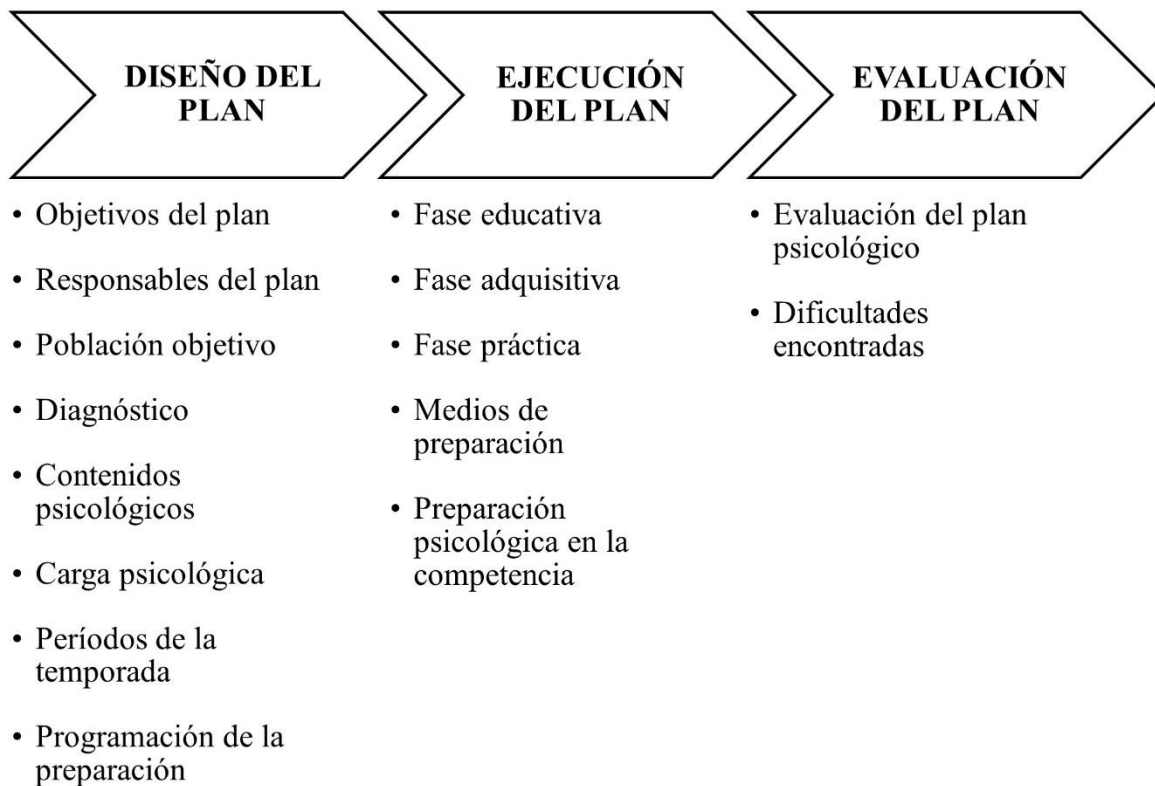 DISEÑO DEL
PLAN
• Objetivos del plan
• Responsables del plan
• Población objetivo
• Diagnóstico
• Contenidos
psicológicos
• Carga psicológica
• Períodos de la
temporada
• Programación de la
preparación
EJECUCIÓN
DEL PLAN
• Fase educativa
• Fase adquisitiva
• Fase práctica
• Medios de
preparación
• Preparación
psicológica en la
competencia
EVALUACIÓN
DEL PLAN
• Evaluación del plan
psicológico
• Dificultades
encontradas